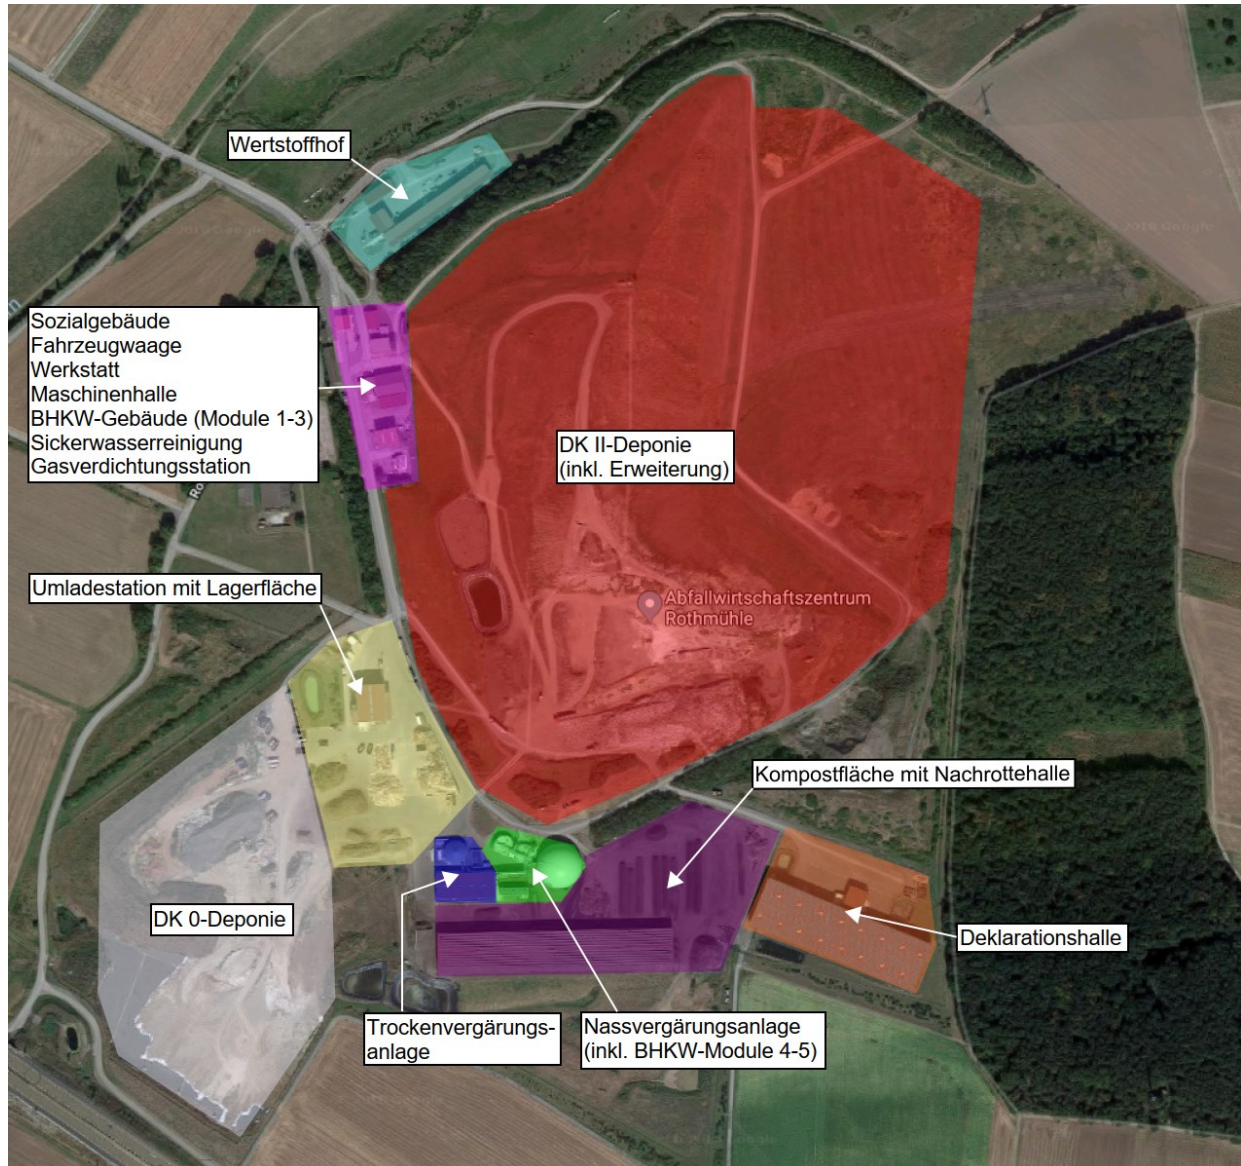 Wertstoffhof
Sozialgebäude
Fahrzeugwaage
Werkstatt
Maschinenhalle
BHKW-Gebäude (Module 1-3)
Sickerwasserreinigung
Gasverdichtungsstation
DK II-Deponie
(inkl. Erweiterung)
Umladestation mit Lagerfläche
Abfallwirtschaftszentrum
Rothmühle
Kompostfläche mit Nachrottehalle
DK 0-Deponie
Deklarationshalle
Trockenvergärungs-
anlage
Nassvergärungsanlage
(inkl. BHKW-Module 4-5)